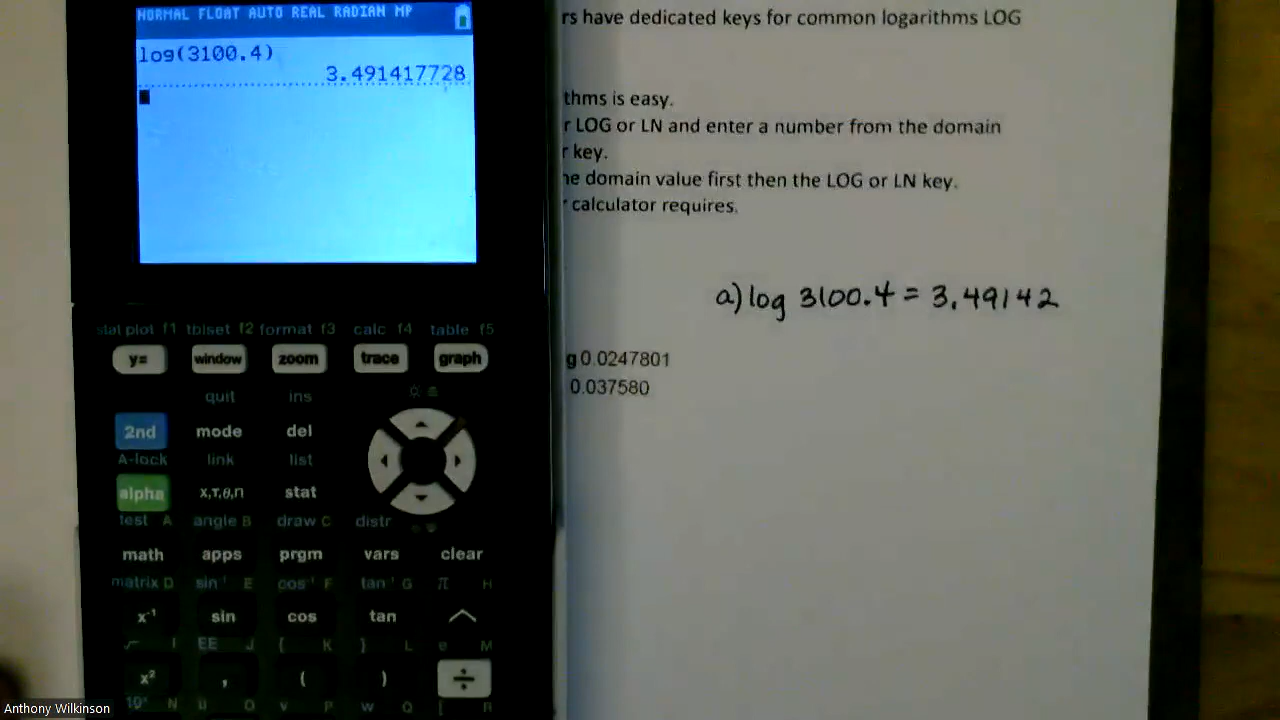 NORMAL FLOAT AUTO REAL RADIAN MP
log(3100.4)
3.491417728
rs have dedicated keys for common logarithms LOG
thms is easy.
r LOG or LN and enter a number from the domain
r key.
he domain value first then the LOG or LN key.
calculator requires.
a) log 3100.4 = 3.49142
g 0.0247801
0.037580
stat plot f1 tblset f2 format f3 calc f4 table f5
y= window zoom trace graph
quit ins
2nd mode del
A-lock link list
alpha X,T,θ,n stat
test A angle B draw C distr
math apps prgm vars clear
matrix D sin⁻¹ E cos⁻¹ F tan⁻¹ G π H
x⁻¹ sin cos tan ^
√ I EE J { K } L e M
x² , ( ) ÷
10ˣ N u O v P w Q [ R
Anthony Wilkinson